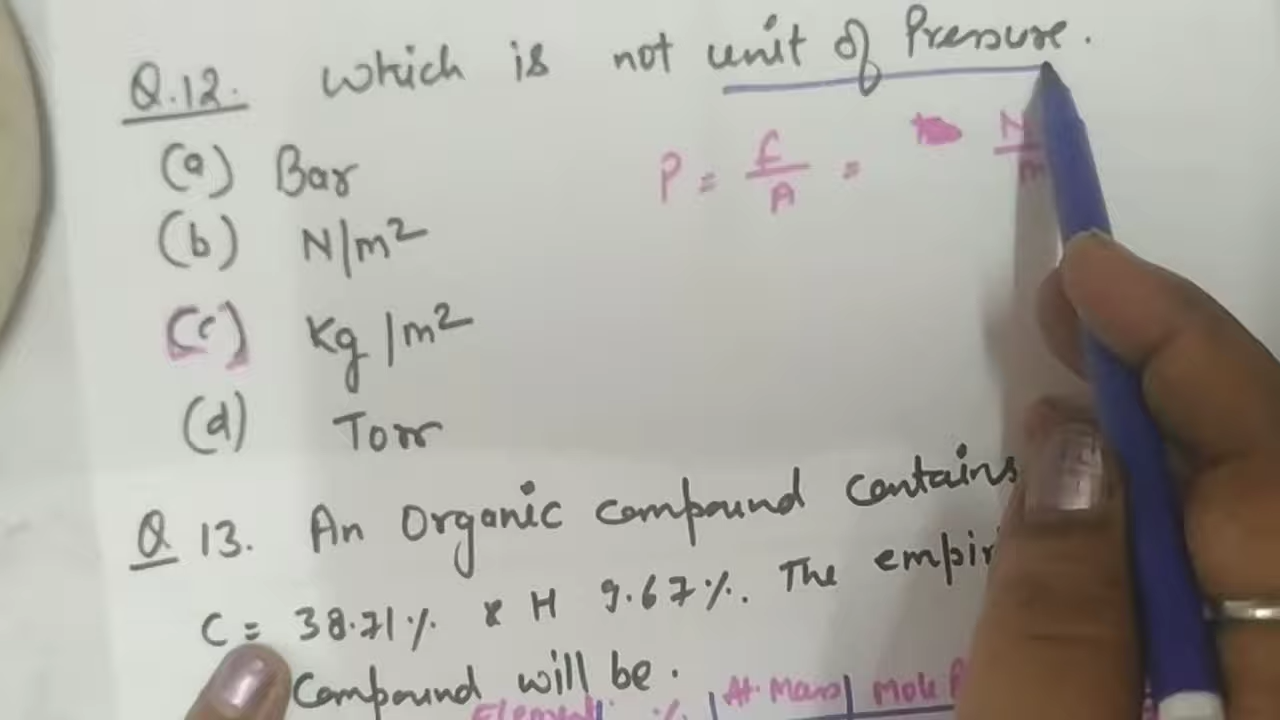 Q.12. Which is not unit of Pressure.
(a) Bar
P = f/A = N/m
(b) N/m²
(c) Kg/m²
(d) Torr
Q 13. An Organic compound contains
C = 38.71% & H 9.67%. The
Compound will be.
Element % At. Mass Mole